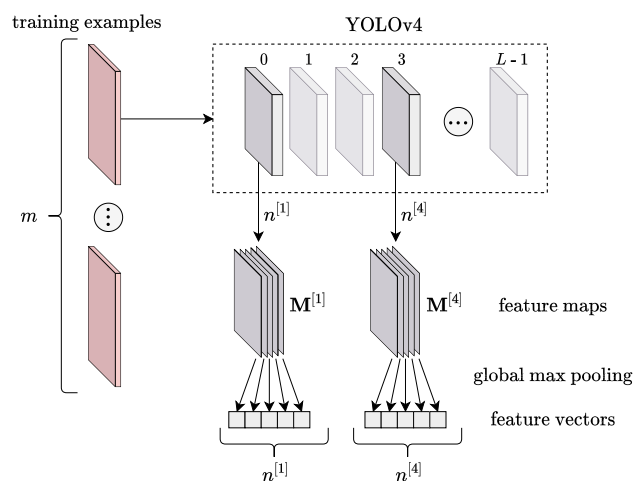 training examples
YOLOv4
0 1 2 3 L - 1
m
n^[1] n^[4]
M^[1] M^[4] feature maps
global max pooling
feature vectors
n^[1] n^[4]